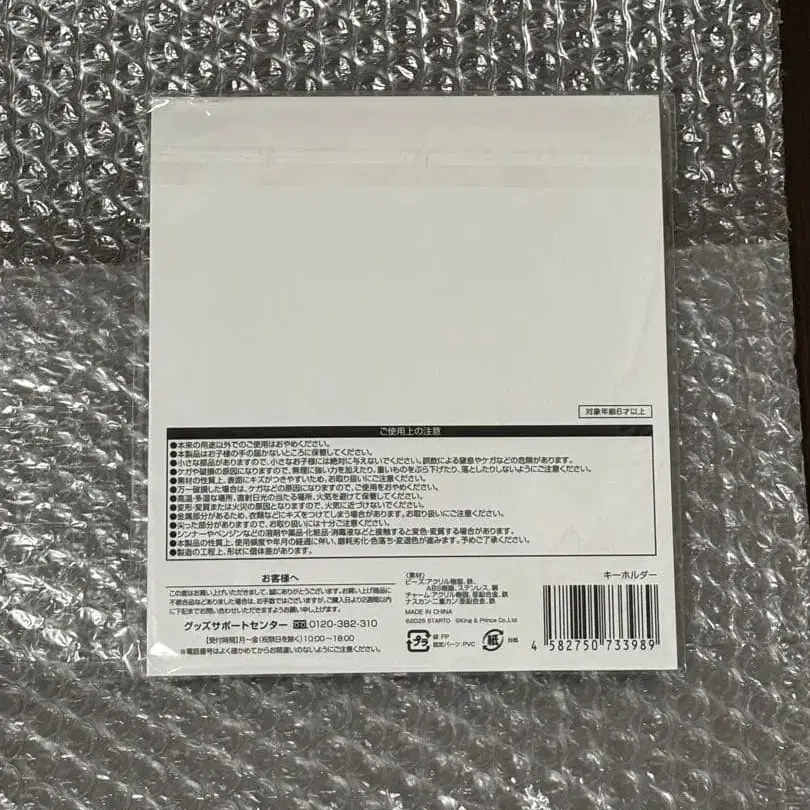 対象年齢6才以上
ご使用上の注意
●本来の用途以外でのご使用はおやめください。
●本製品はお子様の手の届かないところに保管してください。
●小さな部品がありますので、小さなお子様には絶対に与えないでください。誤飲による窒息やケガなどの危険があります。
●ケガや破損の原因になりますので、無理に強い力を加えたり、重いものをぶら下げたり、落としたりしないようにご注意ください。
●素材の性質上、表面にキズがつきやすいため、お取り扱いにご注意ください。
●万一破損した場合は、ケガなどの原因になりますので、ご使用をおやめください。
●高温・多湿な場所、直射日光の当たる場所、火気を避けて保管してください。
●変形・変質または火災の原因となりますので、火気に近づけないでください。
●金属部分があるため、衣類などにキズをつけてしまう場合があります。お取り扱いにご注意ください。
●尖った部分がありますので、お取り扱いには十分ご注意ください。
●シンナーやベンジンなどの溶剤や薬品・化粧品・消毒液などと接触すると変色・変質する場合があります。
●本製品の性質上、使用頻度や年月の経過に伴い、磨耗劣化・色落ち・変退色が進みます。予めご了承ください。
●製造の工程上、形状に個体差があります。
お客様へ
この度はお買い上げいただきまして、誠にありがとうございます。お買い上げ商品に
不都合品などありました場合は、お手数ではございますが、ご購入日より2週間以内
に下記までお問い合わせいただきますようお願い申し上げます。
グッズサポートセンター 0120-382-310
【受付時間】月〜金(祝祭日を除く)10:00〜18:00
※電話番号はよく確かめてからお間違いのないようにご注意ください。
《素材》
ビーズ:アクリル樹脂、鉄、
ABS樹脂、ステンレス、銅
チャーム:アクリル樹脂、亜鉛合金、鉄
ナスカン・二重カン:亜鉛合金、鉄
MADE IN CHINA
©2025 STARTO ©King & Prince Co.,Ltd.
プラ 袋:PP
固定パーツ:PVC
紙 台紙
キーホルダー
4 582750 733989